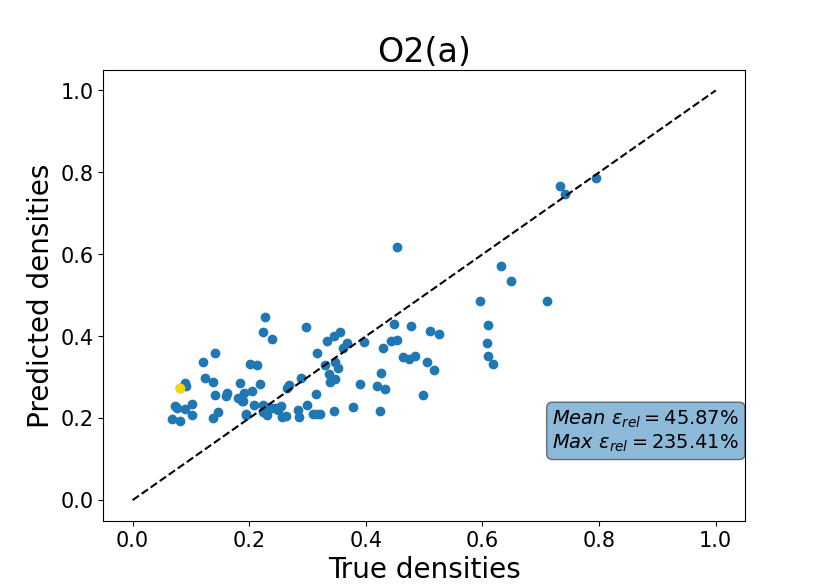 O2(a)
Predicted densities
1.0
0.8
0.6
0.4
0.2
0.0
Mean ε_rel = 45.87%
Max ε_rel = 235.41%
0.0 0.2 0.4 0.6 0.8 1.0
True densities